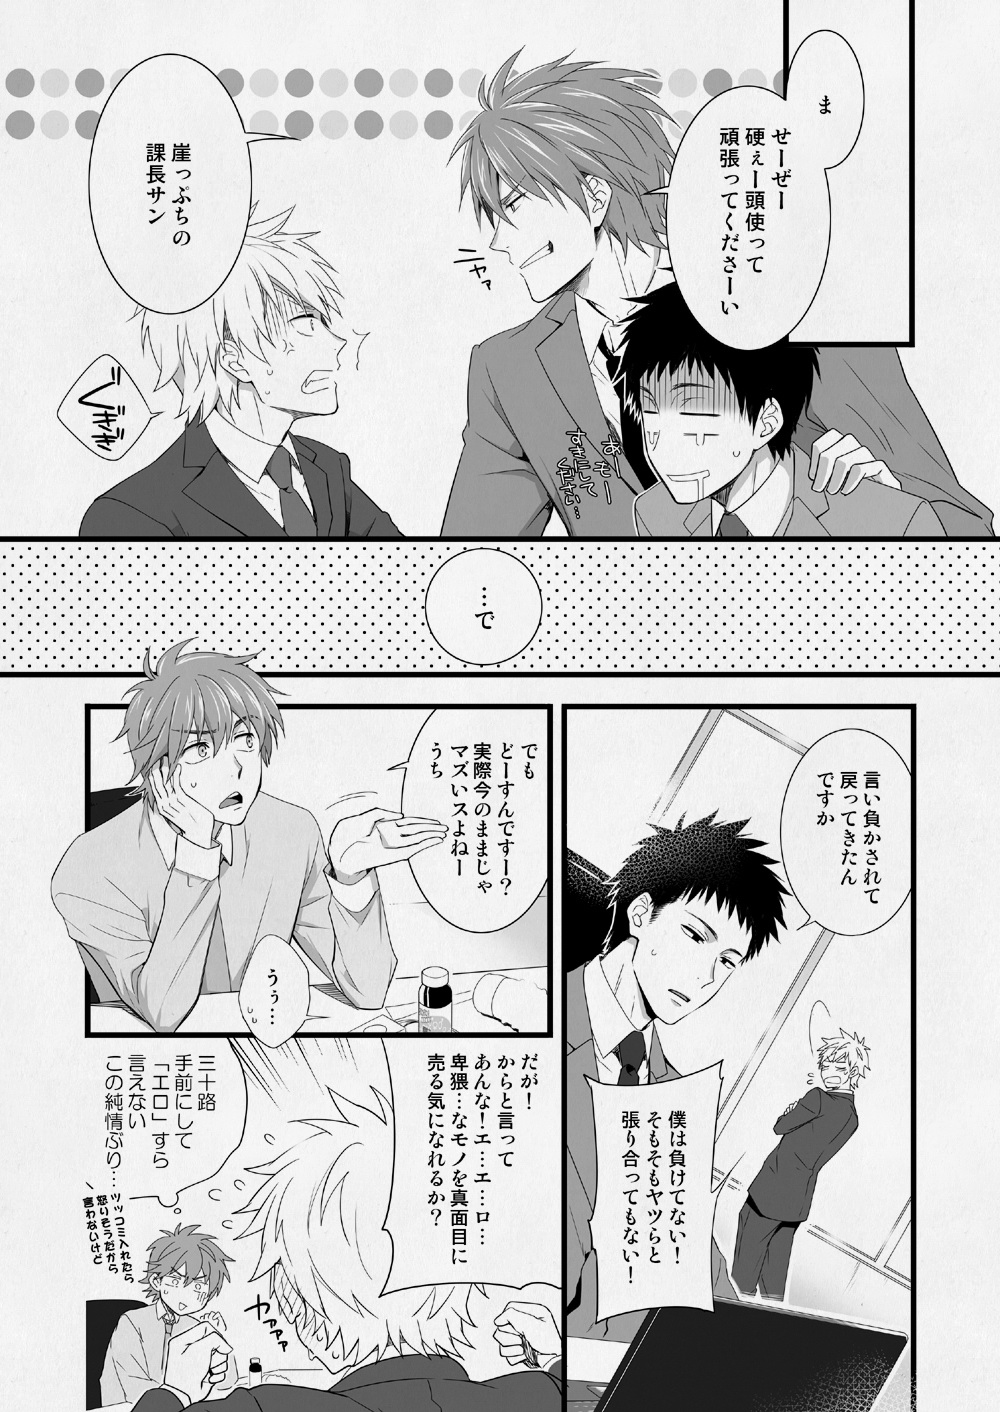 ま
せーぜー
硬ぇー頭使って
頑張ってくださーい
ニャァ
あーモー
すきにして
ください…
崖っぷちの
課長サン
ぐぎぎ
…で
言い負かされて
戻ってきたん
ですか
僕は負けてない！
そもそもヤツらと
張り合ってもない！
でも
どーすんですー？
実際今のままじゃ
マズいスよねー
うち
うぅ…
だが！
からと言って
あんな！エ…エ…ロ…
卑猥…なモノを真面目に
売る気になれるか？
カァァァァ
三十路
手前にして
「エロ」すら
言えない
この純情ぶり…
ツッコミ入れたら
怒りそうだから
言わないけど